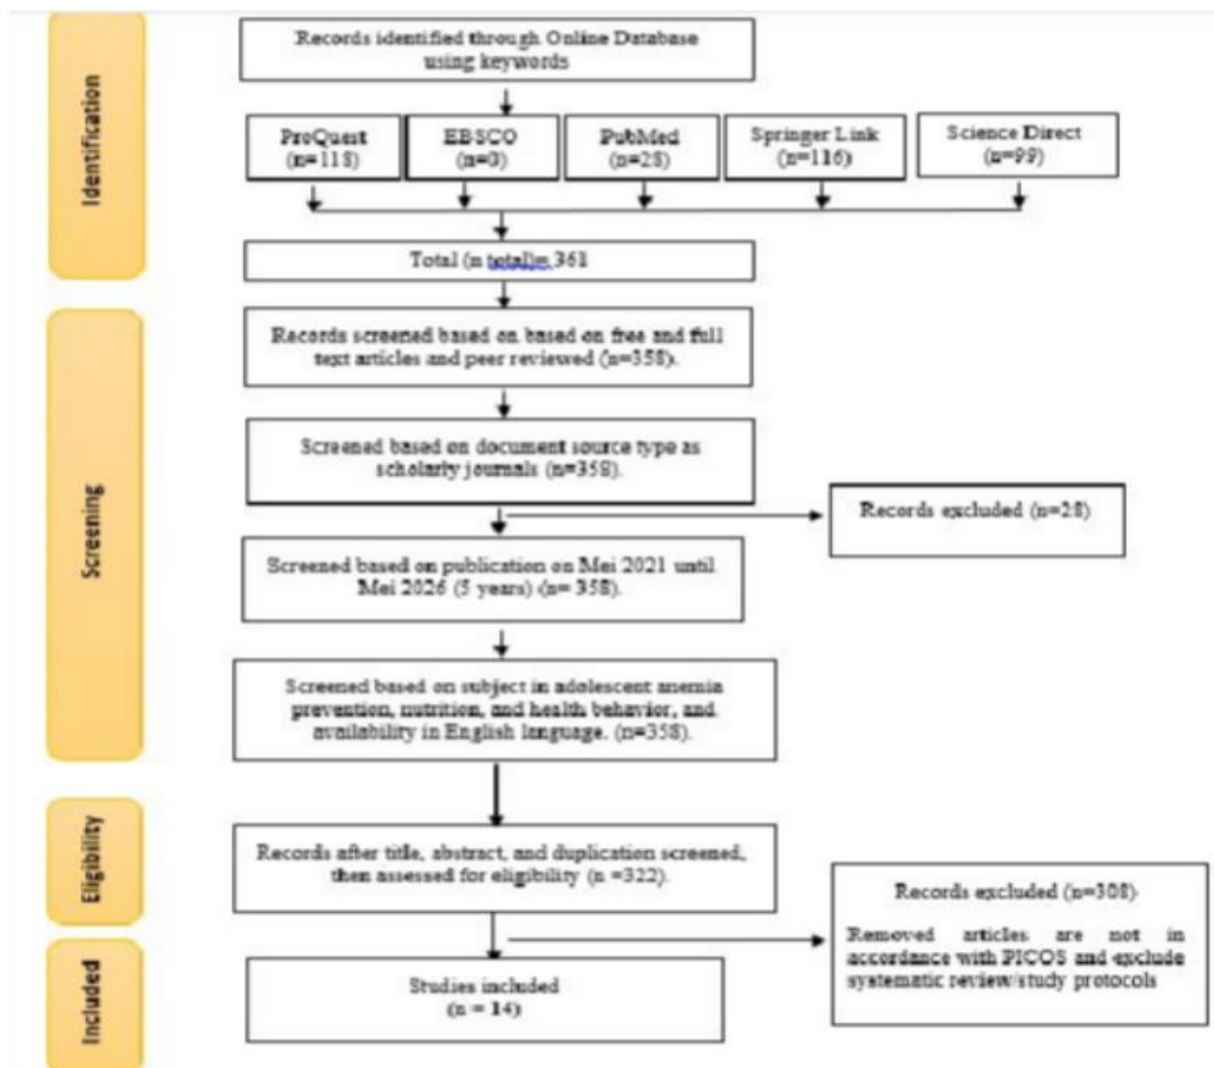 Identification
Records identified through Online Database
using keywords
ProQuest
(n=118)
EBSCO
(n=0)
PubMed
(n=28)
Springer Link
(n=116)
Science Direct
(n=99)
Total (n total)= 361
Screening
Records screened based on based on free and full
text articles and peer reviewed (n=358).
Screened based on document source type as
scholarly journals (n=358).
Records excluded (n=28)
Screened based on publication on Mei 2021 until
Mei 2026 (5 years) (n= 358).
Screened based on subject in adolescent anemia
prevention, nutrition, and health behavior, and
availability in English language. (n=358).
Eligibility
Records after title, abstract, and duplication screened,
then assessed for eligibility (n =322).
Records excluded (n=308)
Removed articles are not in
accordance with PICOS and exclude
systematic review/study protocols
Included
Studies included
(n = 14)